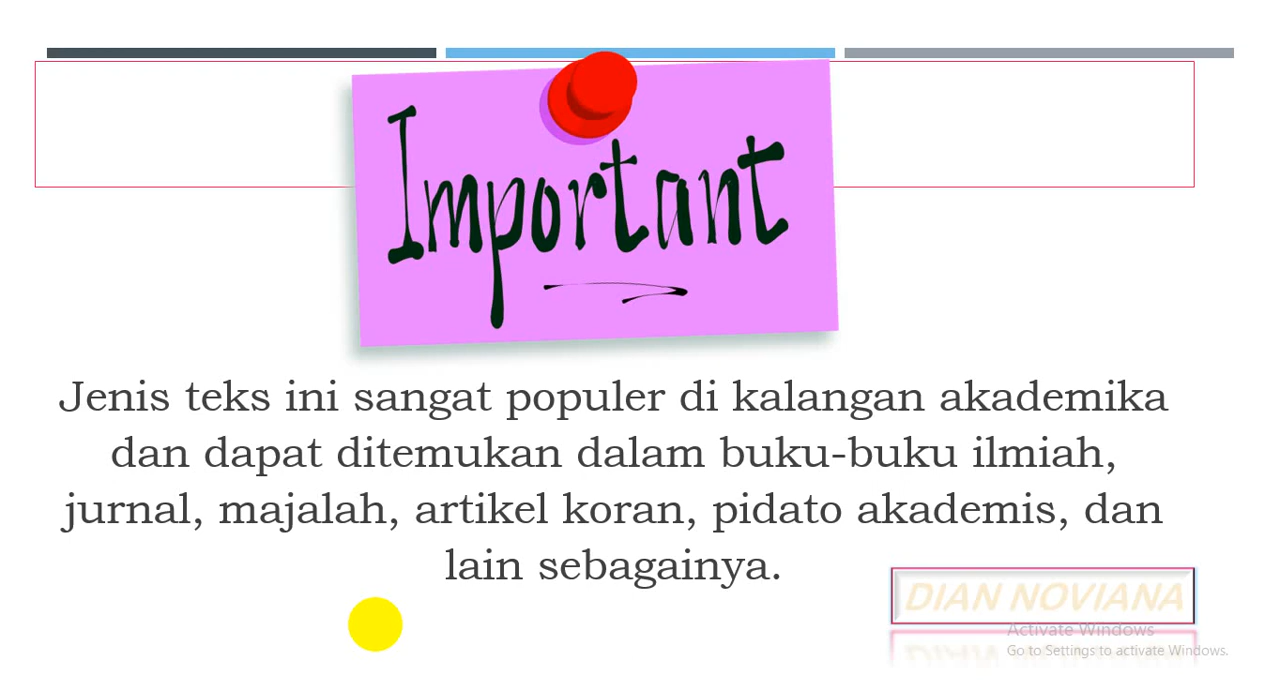 Important
Jenis teks ini sangat populer di kalangan akademika
dan dapat ditemukan dalam buku-buku ilmiah,
jurnal, majalah, artikel koran, pidato akademis, dan
lain sebagainya.
DIAN NOVIANA
Activate Windows
Go to Settings to activate Windows.